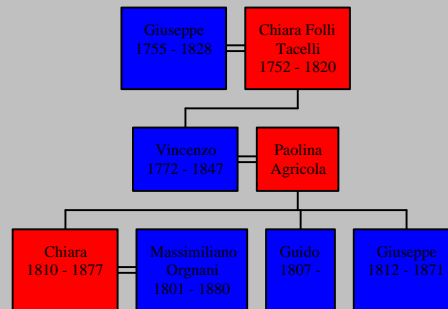 Giuseppe
1755 - 1828
Chiara Folli
Tacelli
1752 - 1820
Vincenzo
1772 - 1847
Paolina
Agricola
Chiara
1810 - 1877
Massimiliano
Orgnani
1801 - 1880
Guido
1807 -
Giuseppe
1812 - 1871